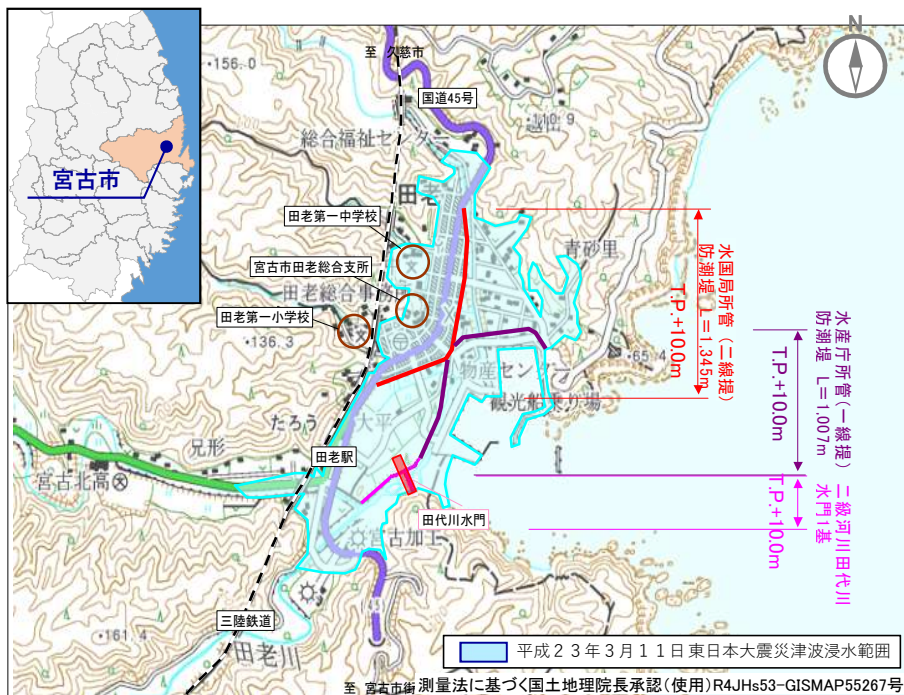 宮古市
N
至 久慈市
・156.0
国道45号
・110.9
越田
総合福祉センター
田老
田老第一中学校
青砂里
宮古市田老総合支所
田老総合事務所
田老第一小学校
・136.3
・65.4
物産センター
観光船乗り場
たろう
大平
兄形
田老駅
宮古北高
田代川水門
宮古加工
45
三陸鉄道
・161.4
田老川
至 宮古市街
水国局所管(二線堤)
防潮堤 L=1,345m
T.P.+10.0m
水産庁所管(一線堤)
防潮堤 L=1,007m
T.P.+10.0m
二級河川田代川
水門1基
T.P.+10.0m
平成23年3月11日東日本大震災津波浸水範囲
測量法に基づく国土地理院長承認(使用)R4JHs53-GISMAP55267号